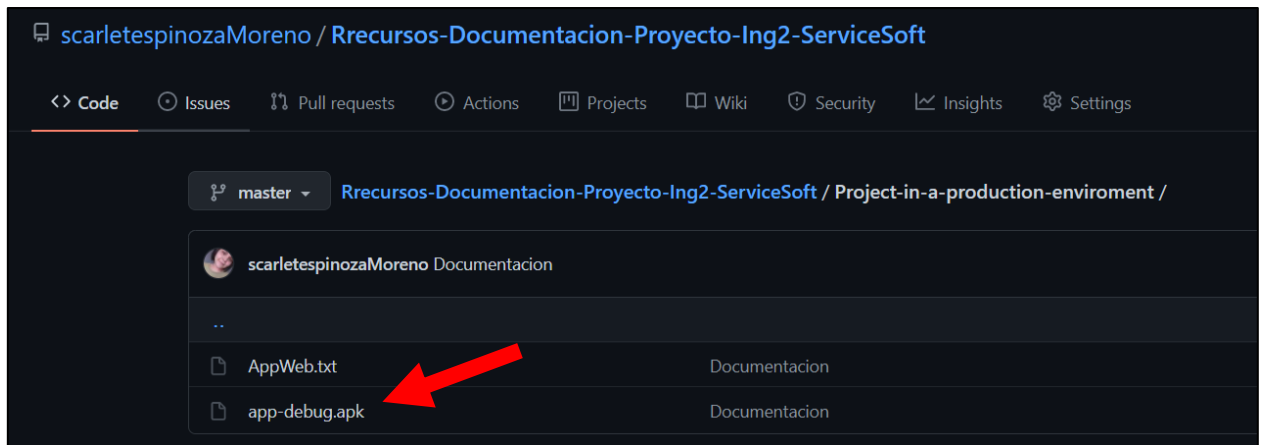 scarletespinozaMoreno / Rrecursos-Documentacion-Proyecto-Ing2-ServiceSoft
<> Code Issues Pull requests Actions Projects Wiki Security Insights Settings
master Rrecursos-Documentacion-Proyecto-Ing2-ServiceSoft / Project-in-a-production-enviroment /
scarletespinozaMoreno Documentacion
..
AppWeb.txt Documentacion
app-debug.apk Documentacion